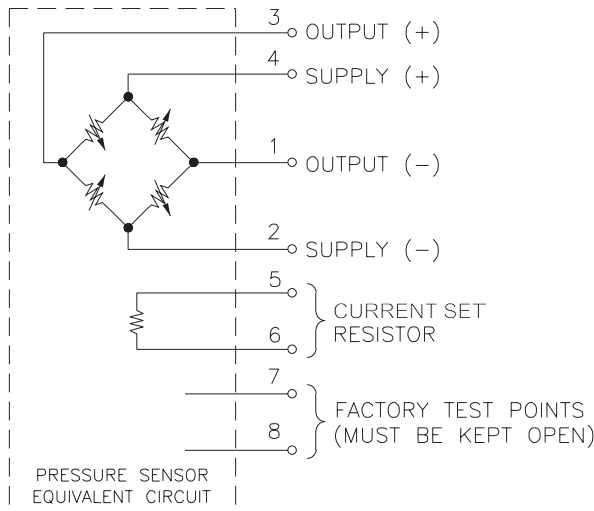 3
OUTPUT (+)
4
SUPPLY (+)
1
OUTPUT (-)
2
SUPPLY (-)
5
CURRENT SET
RESISTOR
6
7
FACTORY TEST POINTS
(MUST BE KEPT OPEN)
8
PRESSURE SENSOR
EQUIVALENT CIRCUIT